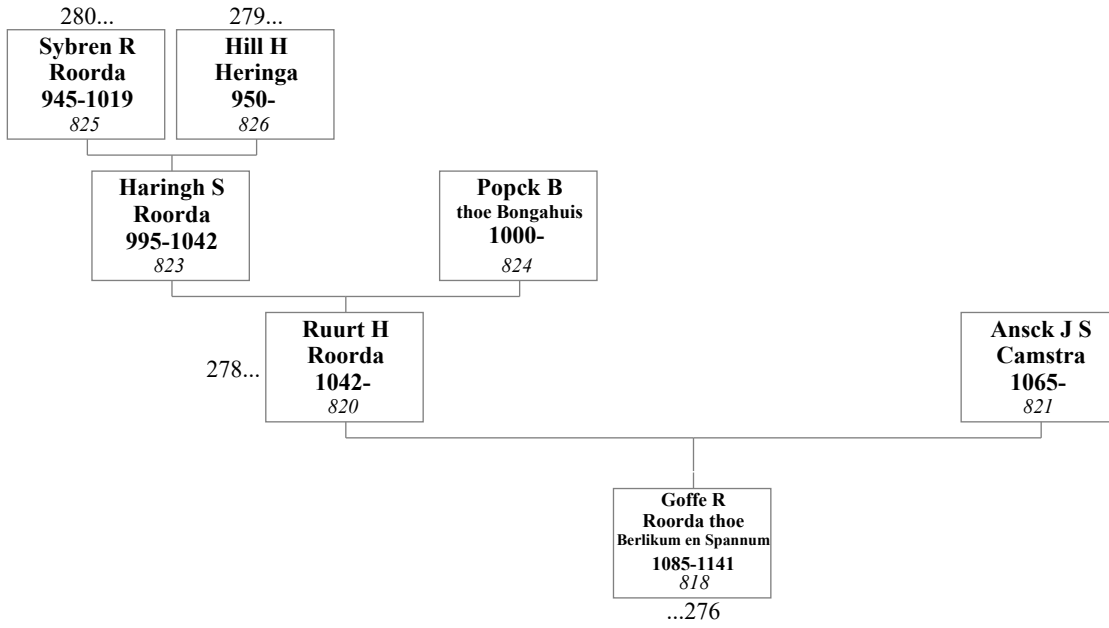 280...
279...
Sybren R
Roorda
945-1019
825
Hill H
Heringa
950-
826
Haringh S
Roorda
995-1042
823
Popck B
thoe Bongahuis
1000-
824
278...
Ruurt H
Roorda
1042-
820
Ansck J S
Camstra
1065-
821
Goffe R
Roorda thoe
Berlikum en Spannum
1085-1141
818
...276